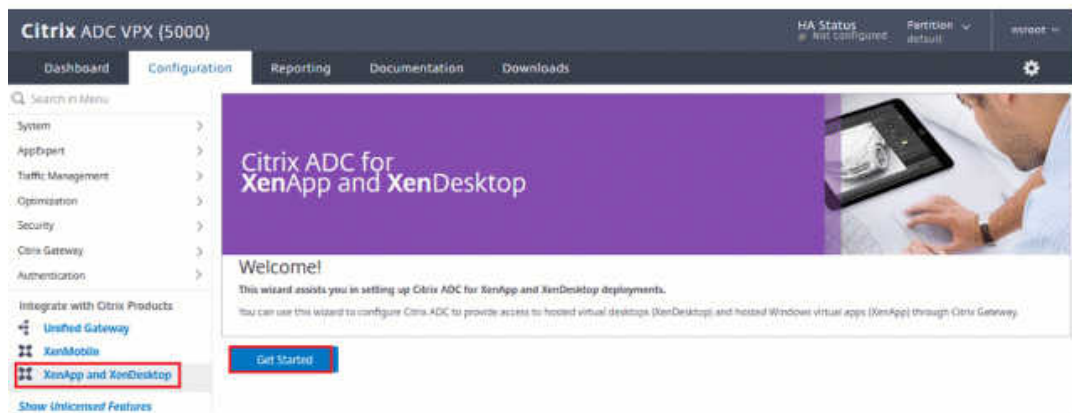 Citrix ADC VPX (5000)
HA Status
Not configured
Partition
default
nsroot
Dashboard
Configuration
Reporting
Documentation
Downloads
Search in Menu
System
AppExpert
Traffic Management
Optimization
Security
Citrix Gateway
Authentication
Integrate with Citrix Products
Unified Gateway
XenMobile
XenApp and XenDesktop
Show Unlicensed Features
Citrix ADC for
XenApp and XenDesktop
Welcome!
This wizard assists you in setting up Citrix ADC for XenApp and XenDesktop deployments.
You can use this wizard to configure Citrix ADC to provide access to hosted virtual desktops (XenDesktop) and hosted Windows virtual apps (XenApp) through Citrix Gateway.
Get Started